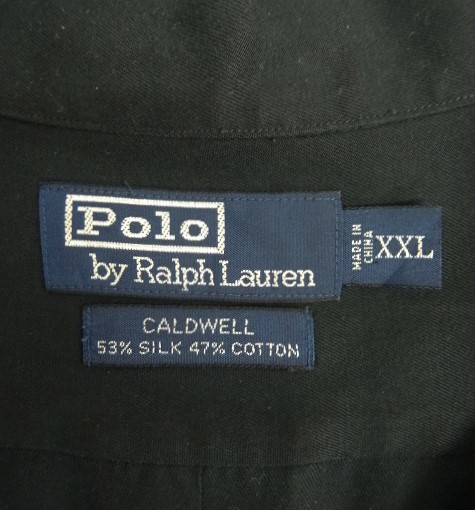 Polo
by Ralph Lauren
MADE IN
CHINA
XXL
CALDWELL
53% SILK 47% COTTON